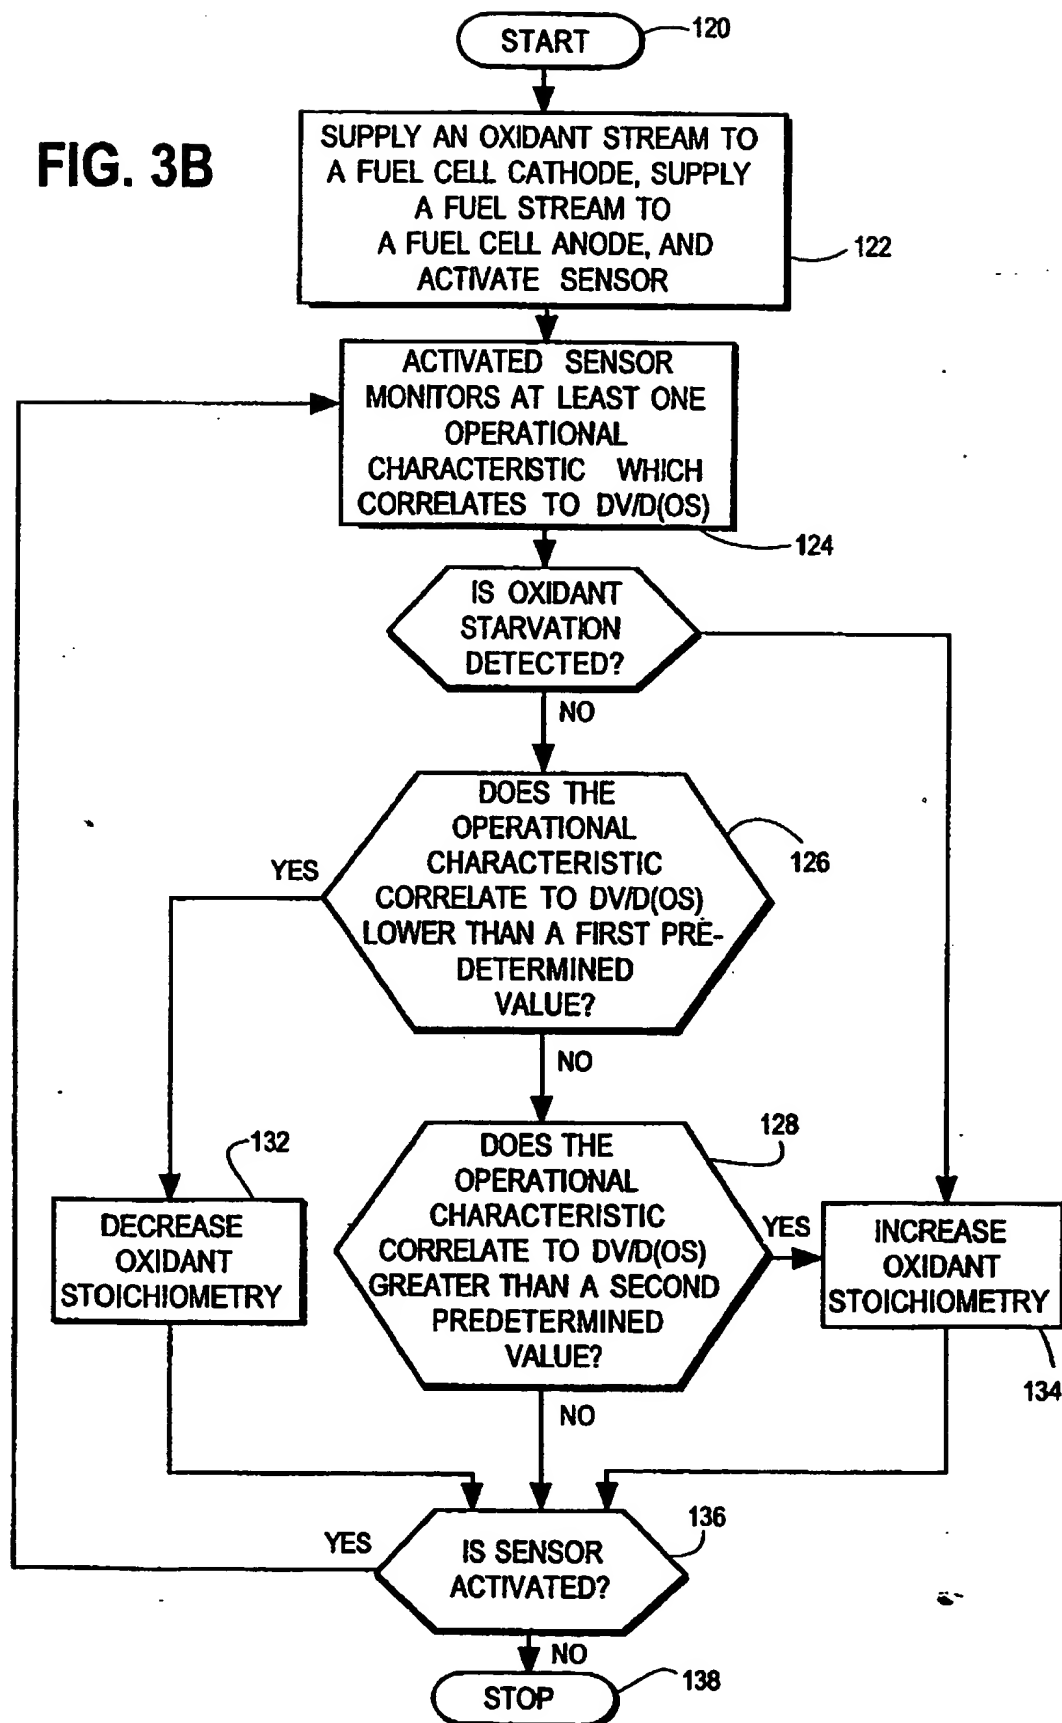 START
120
FIG. 3B
SUPPLY AN OXIDANT STREAM TO
A FUEL CELL CATHODE, SUPPLY
A FUEL STREAM TO
A FUEL CELL ANODE, AND
ACTIVATE SENSOR
122
ACTIVATED SENSOR
MONITORS AT LEAST ONE
OPERATIONAL
CHARACTERISTIC WHICH
CORRELATES TO DV/D(OS)
124
IS OXIDANT
STARVATION
DETECTED?
NO
DOES THE
OPERATIONAL
CHARACTERISTIC
CORRELATE TO DV/D(OS)
LOWER THAN A FIRST PRE-
DETERMINED
VALUE?
126
YES
NO
DOES THE
OPERATIONAL
CHARACTERISTIC
CORRELATE TO DV/D(OS)
GREATER THAN A SECOND
PREDETERMINED
VALUE?
128
YES
132
DECREASE
OXIDANT
STOICHIOMETRY
INCREASE
OXIDANT
STOICHIOMETRY
134
NO
IS SENSOR
ACTIVATED?
136
YES
NO
STOP
138